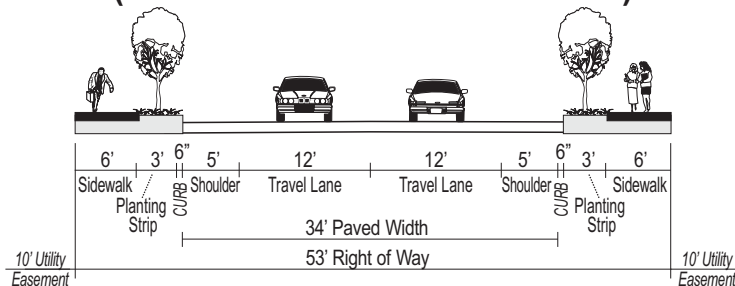 6' 3' 6" 5' 12' 12' 5' 6" 3' 6'
Sidewalk Planting Strip CURB Shoulder Travel Lane Travel Lane Shoulder CURB Planting Strip Sidewalk
34' Paved Width
10' Utility Easement 53' Right of Way 10' Utility Easement